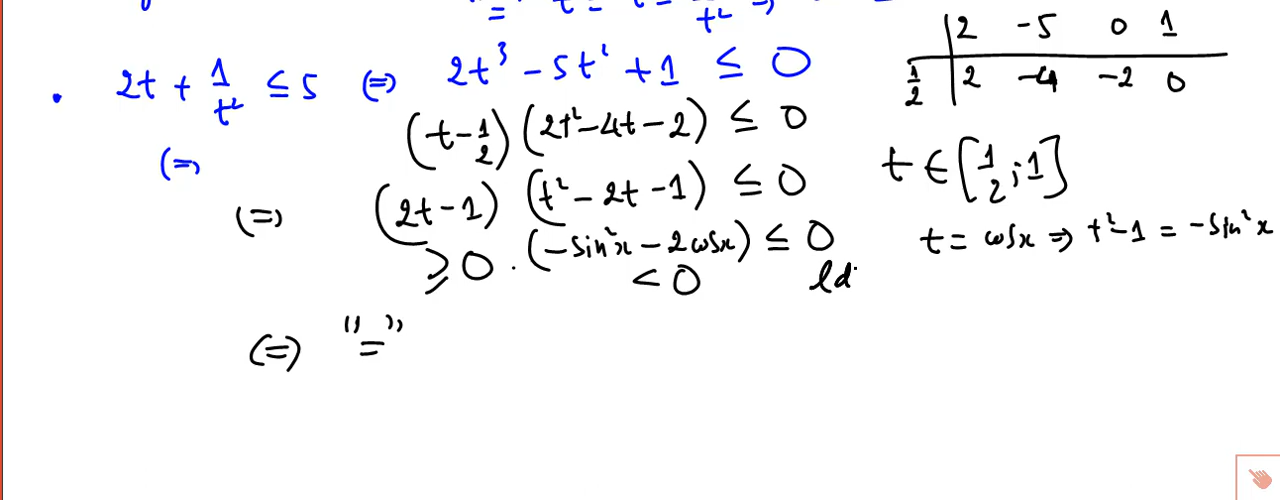 2t + 1/t² ≤ 5 (=) 2t³ - 5t² + 1 ≤ 0
2 -5 0 1
1/2 2 -4 -2 0
(=) (t - 1/2) (2t² - 4t - 2) ≤ 0
t ∈ [1/2 ; 1]
(=) (2t - 1) (t² - 2t - 1) ≤ 0
t = cosx => t² - 1 = -sin²x
≥ 0 . (-sin²x - 2cosx) ≤ 0
< 0 lđ
(=) "="